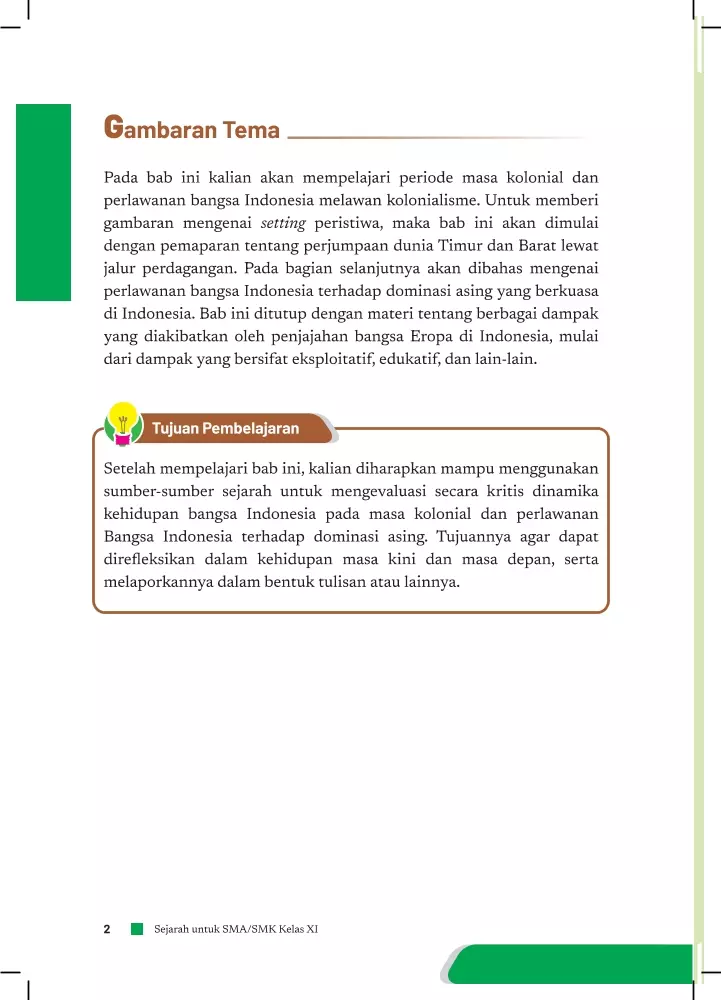 Gambaran Tema
Pada bab ini kalian akan mempelajari periode masa kolonial dan
perlawanan bangsa Indonesia melawan kolonialisme. Untuk memberi
gambaran mengenai setting peristiwa, maka bab ini akan dimulai
dengan pemaparan tentang perjumpaan dunia Timur dan Barat lewat
jalur perdagangan. Pada bagian selanjutnya akan dibahas mengenai
perlawanan bangsa Indonesia terhadap dominasi asing yang berkuasa
di Indonesia. Bab ini ditutup dengan materi tentang berbagai dampak
yang diakibatkan oleh penjajahan bangsa Eropa di Indonesia, mulai
dari dampak yang bersifat eksploitatif, edukatif, dan lain-lain.
Tujuan Pembelajaran
Setelah mempelajari bab ini, kalian diharapkan mampu menggunakan
sumber-sumber sejarah untuk mengevaluasi secara kritis dinamika
kehidupan bangsa Indonesia pada masa kolonial dan perlawanan
Bangsa Indonesia terhadap dominasi asing. Tujuannya agar dapat
direfleksikan dalam kehidupan masa kini dan masa depan, serta
melaporkannya dalam bentuk tulisan atau lainnya.
2 Sejarah untuk SMA/SMK Kelas XI